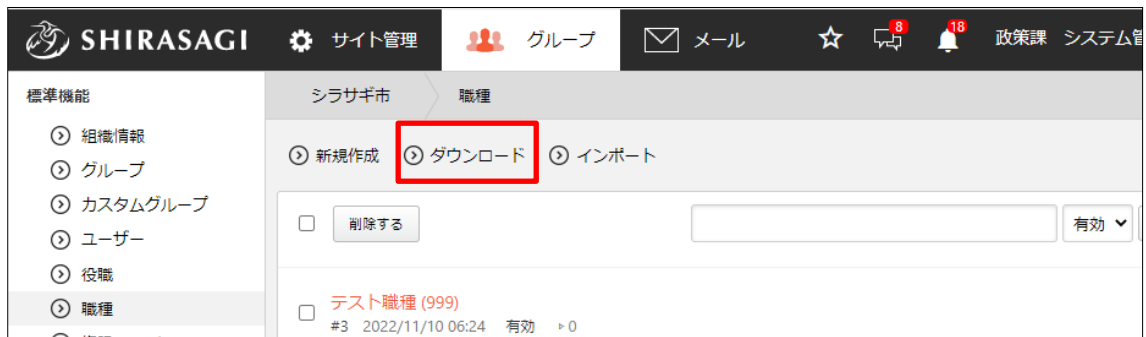 SHIRASAGI サイト管理 グループ メール 8 18 政策課 システム管
標準機能
シラサギ市 職種
組織情報
グループ
カスタムグループ
ユーザー
役職
職種
新規作成 ダウンロード インポート
削除する 有効
テスト職種 (999)
#3 2022/11/10 06:24 有効 0